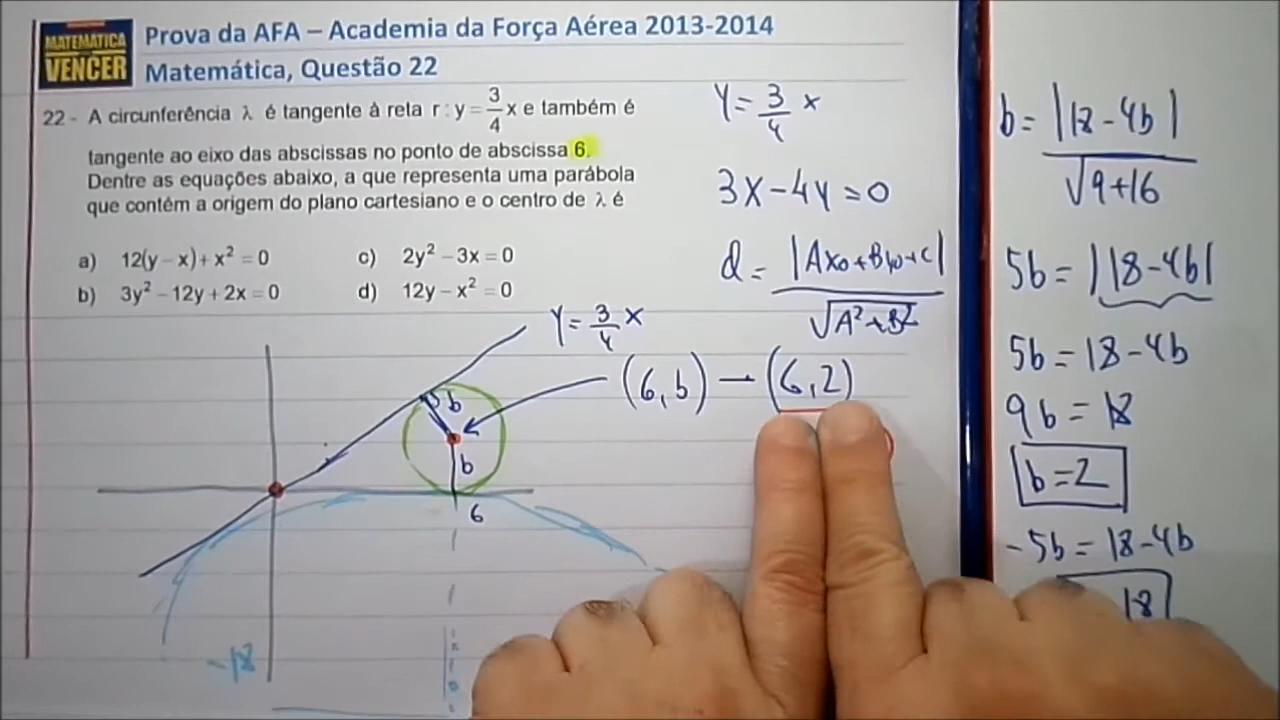 MATEMÁTICA
VENCER
Prova da AFA – Academia da Força Aérea 2013-2014
Matemática, Questão 22
22 - A circunferência λ é tangente à reta r : y = 3/4 x e também é
tangente ao eixo das abscissas no ponto de abscissa 6.
Dentre as equações abaixo, a que representa uma parábola
que contém a origem do plano cartesiano e o centro de λ é
a) 12(y – x) + x² = 0
b) 3y² – 12y + 2x = 0
c) 2y² – 3x = 0
d) 12y – x² = 0
y = 3/4 x
b
b
6
-18
y = 3/4 x
3x - 4y = 0
d = |Ax0 + By0 + C| / √A² + B²
(6, b) — (6, 2)
b = |18 - 4b| / √9 + 16
5b = |18 - 4b|
5b = 18 - 4b
9b = 18
b = 2
-5b = 18 - 4b
18